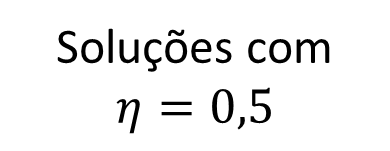 Soluções com
𝜂 = 0,5